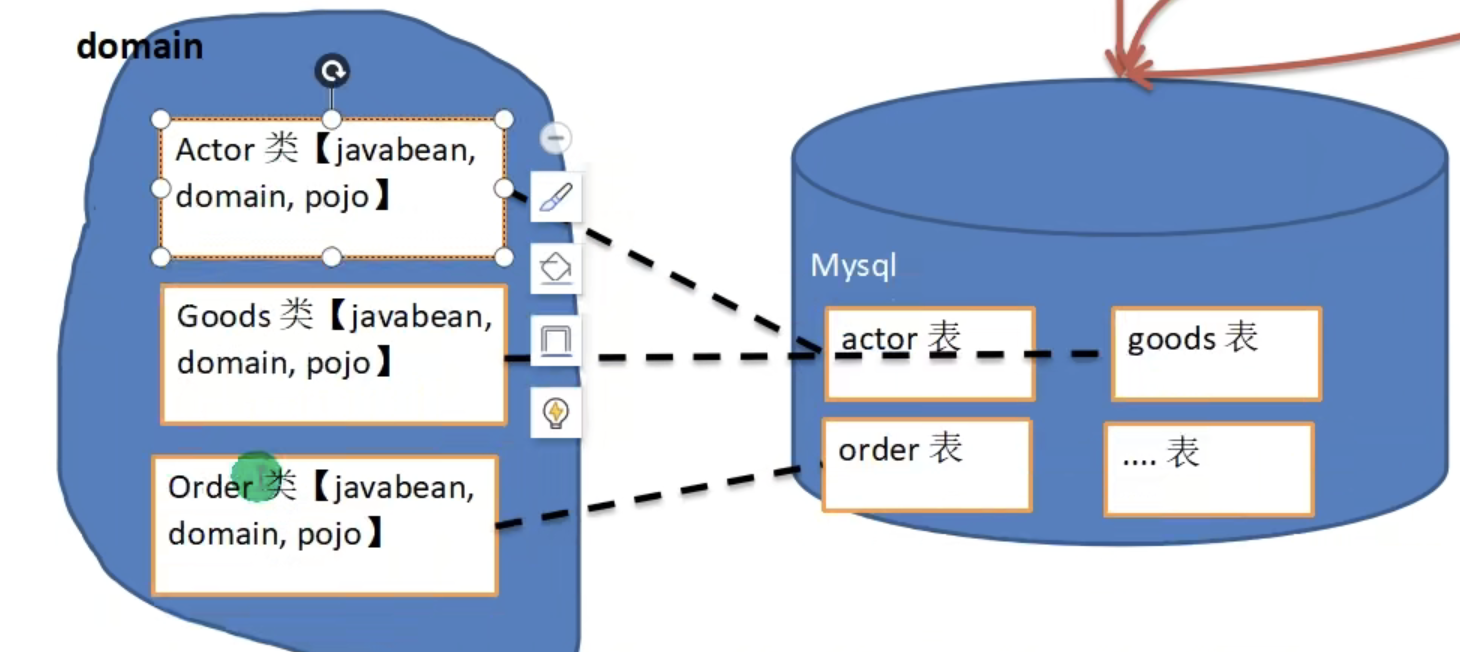 domain
Actor 类【javabean,
domain, pojo】
Goods 类【javabean,
domain, pojo】
Order 类【javabean,
domain, pojo】
Mysql
actor 表
goods 表
order 表
.... 表